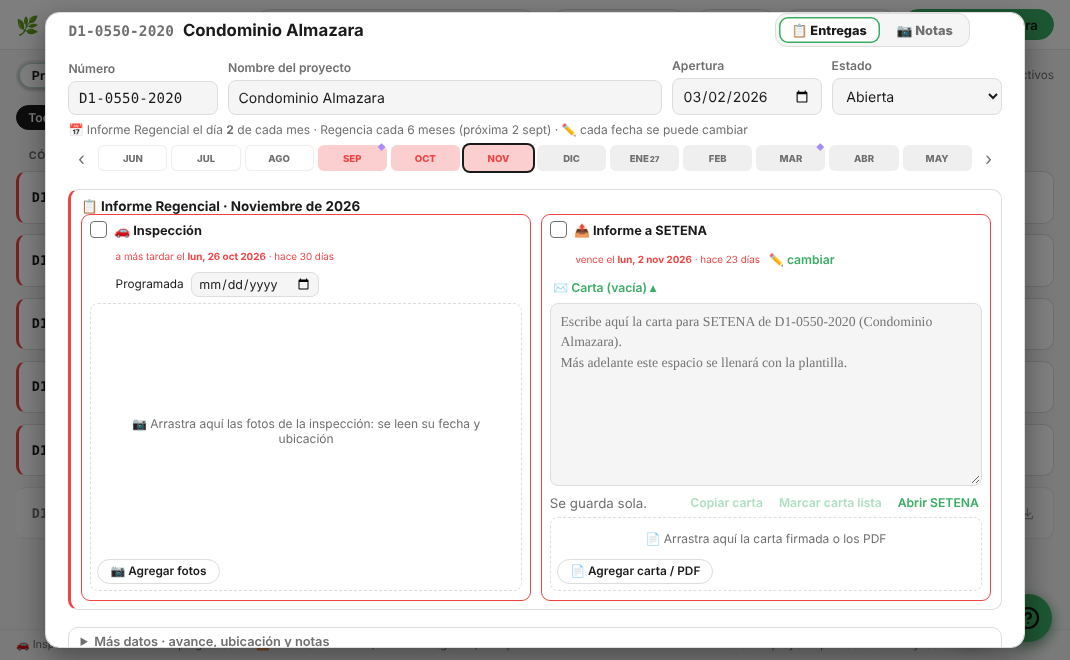 D1-0550-2020 Condominio Almazara
📋 Entregas 📷 Notas
Número
Nombre del proyecto
Apertura
Estado
D1-0550-2020
Condominio Almazara
03/02/2026
Abierta
📅 Informe Regencial el día 2 de cada mes · Regencia cada 6 meses (próxima 2 sept) · ✏️ cada fecha se puede cambiar
‹ JUN JUL AGO SEP OCT NOV DIC ENE27 FEB MAR ABR MAY ›
📋 Informe Regencial · Noviembre de 2026
🚗 Inspección
a más tardar el lun, 26 oct 2026 · hace 30 días
Programada mm/dd/yyyy
📷 Arrastra aquí las fotos de la inspección: se leen su fecha y
ubicación
📷 Agregar fotos
📤 Informe a SETENA
vence el lun, 2 nov 2026 · hace 23 días ✏️ cambiar
✉️ Carta (vacía) ▴
Escribe aquí la carta para SETENA de D1-0550-2020 (Condominio
Almazara).
Más adelante este espacio se llenará con la plantilla.
Se guarda sola. Copiar carta Marcar carta lista Abrir SETENA
📄 Arrastra aquí la carta firmada o los PDF
📄 Agregar carta / PDF
▶ Más datos · avance, ubicación y notas